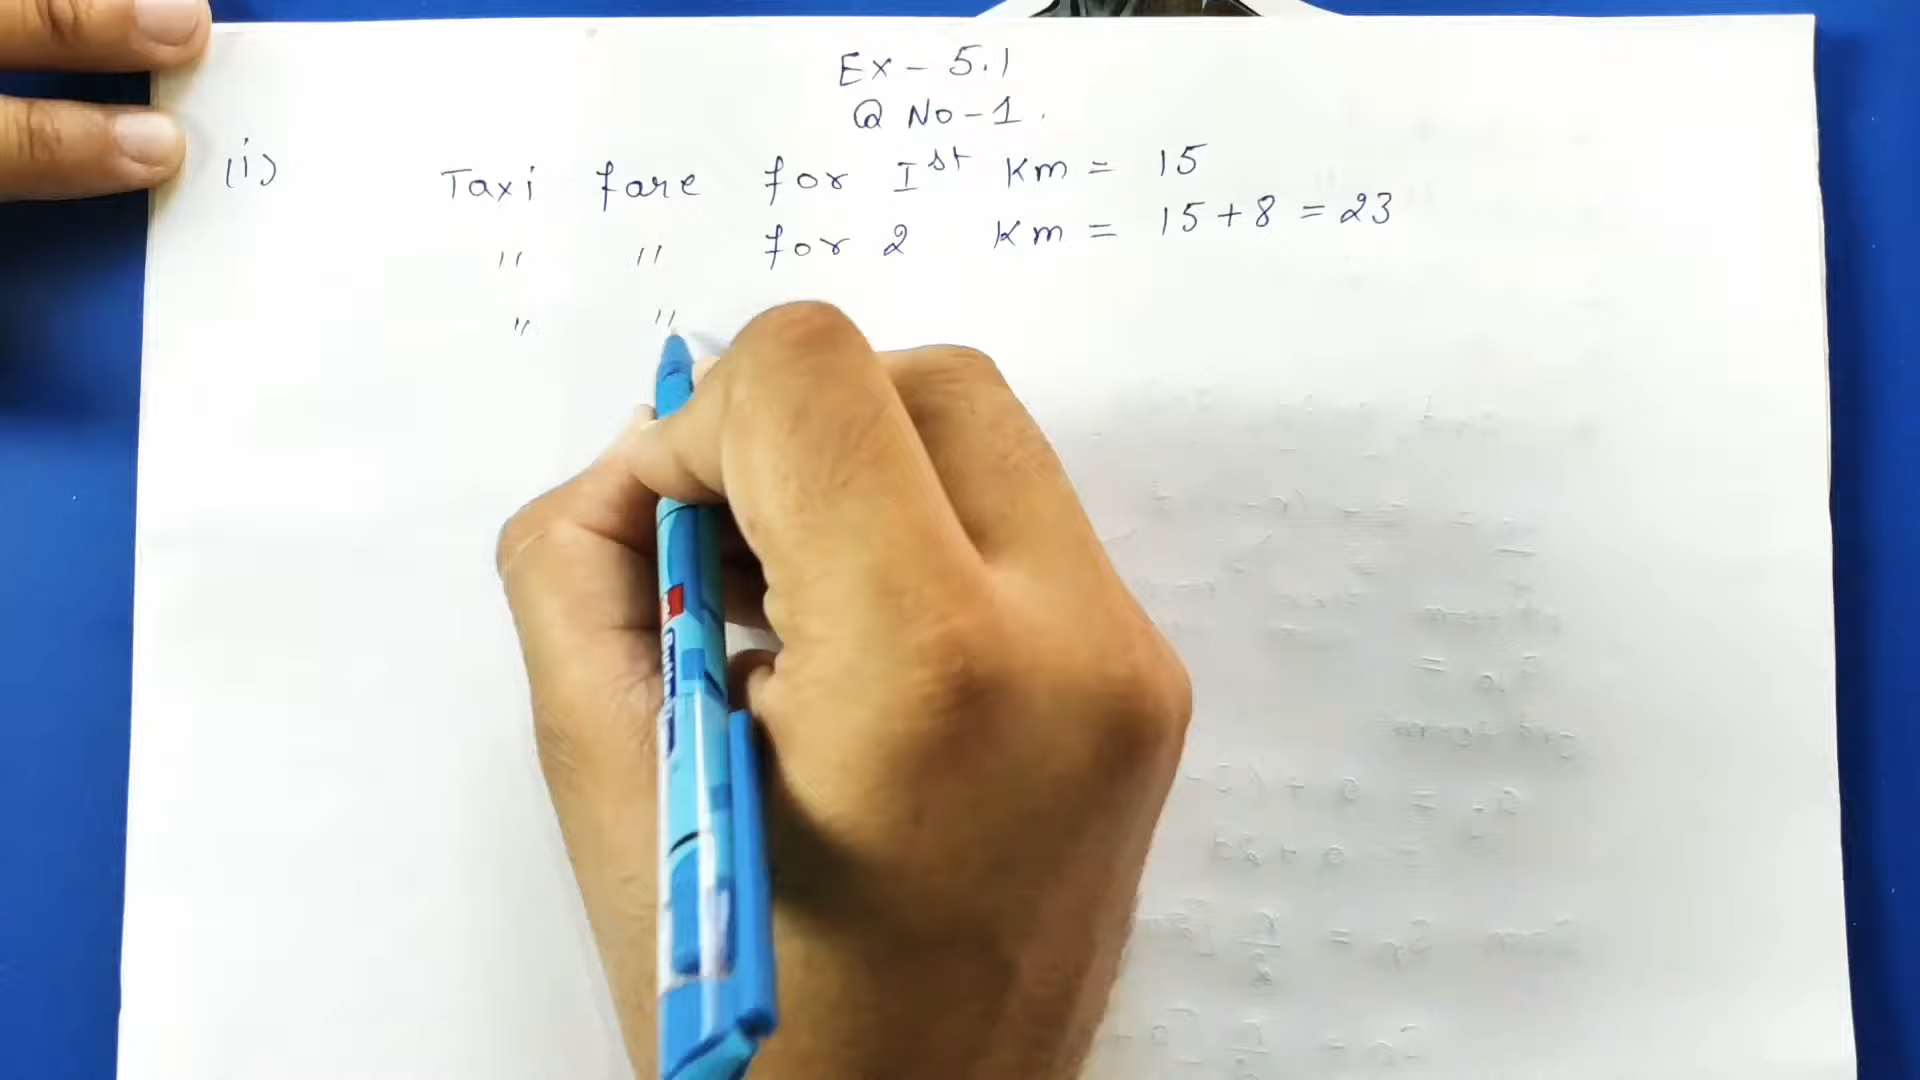 Ex - 5.1
Q No - 1.
(i) Taxi fare for Ist Km = 15
" " for 2 Km = 15 + 8 = 23
" "